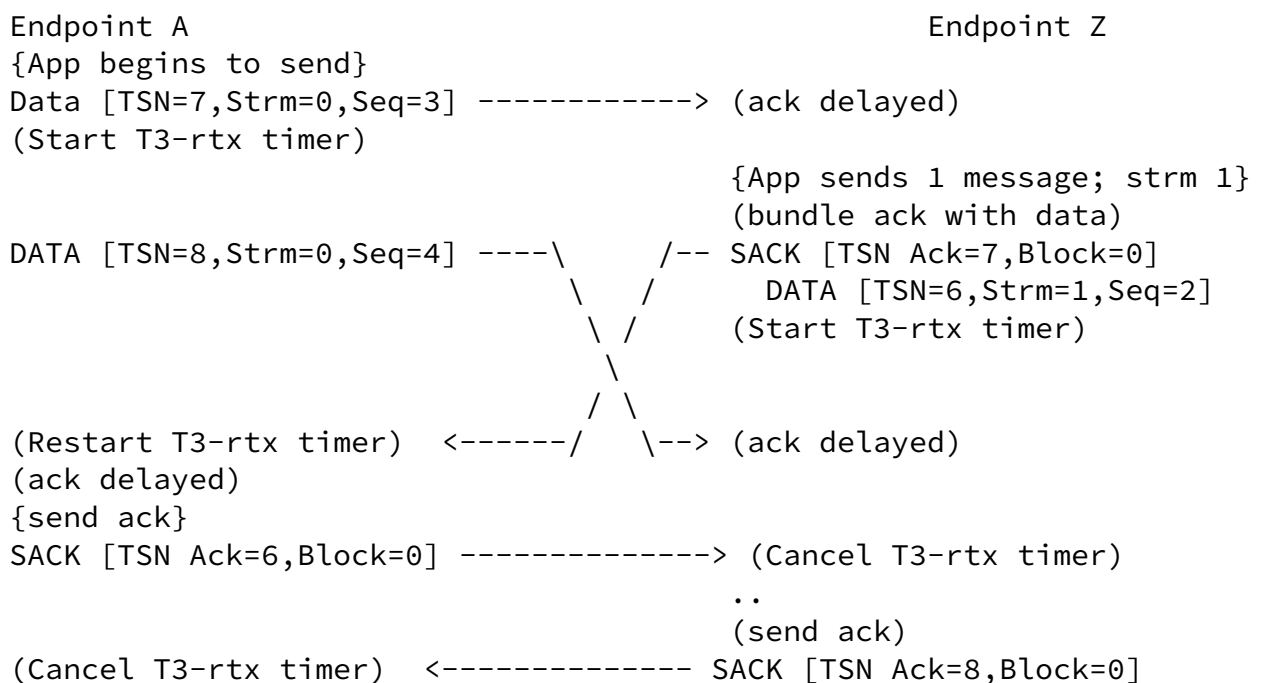 Endpoint A                                         Endpoint Z
{App begins to send}
Data [TSN=7,Strm=0,Seq=3] ------------> (ack delayed)
(Start T3-rtx timer)
                                        {App sends 1 message; strm 1}
                                        (bundle ack with data)
DATA [TSN=8,Strm=0,Seq=4] ----\     /-- SACK [TSN Ack=7,Block=0]
                               \   /      DATA [TSN=6,Strm=1,Seq=2]
                                \ /     (Start T3-rtx timer)
                                 \
                                / \
(Restart T3-rtx timer)  <------/   \--> (ack delayed)
(ack delayed)
{send ack}
SACK [TSN Ack=6,Block=0] --------------> (Cancel T3-rtx timer)
                                        ..
                                        (send ack)
(Cancel T3-rtx timer)  <-------------- SACK [TSN Ack=8,Block=0]